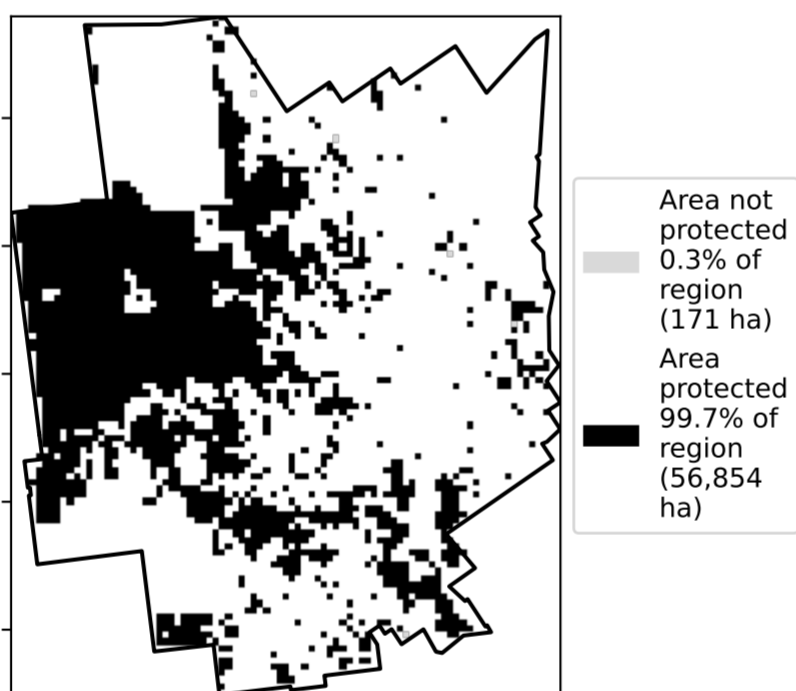 Area not
protected
0.3% of
region
(171 ha)
Area
protected
99.7% of
region
(56,854
ha)